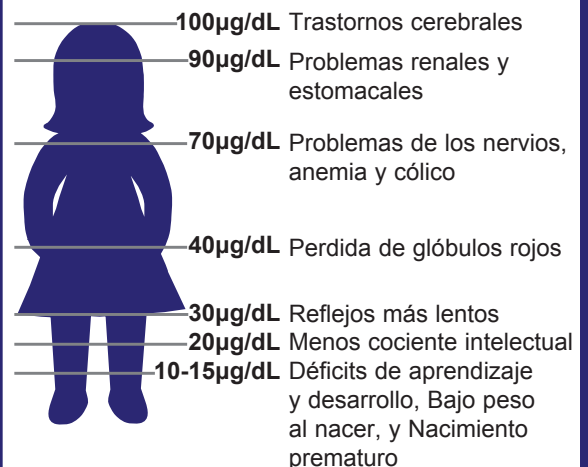 100µg/dL Trastornos cerebrales
90µg/dL Problemas renales y
estomacales
70µg/dL Problemas de los nervios,
anemia y cólico
40µg/dL Perdida de glóbulos rojos
30µg/dL Reflejos más lentos
20µg/dL Menos cociente intelectual
10-15µg/dL Déficits de aprendizaje
y desarrollo, Bajo peso
al nacer, y Nacimiento
prematuro